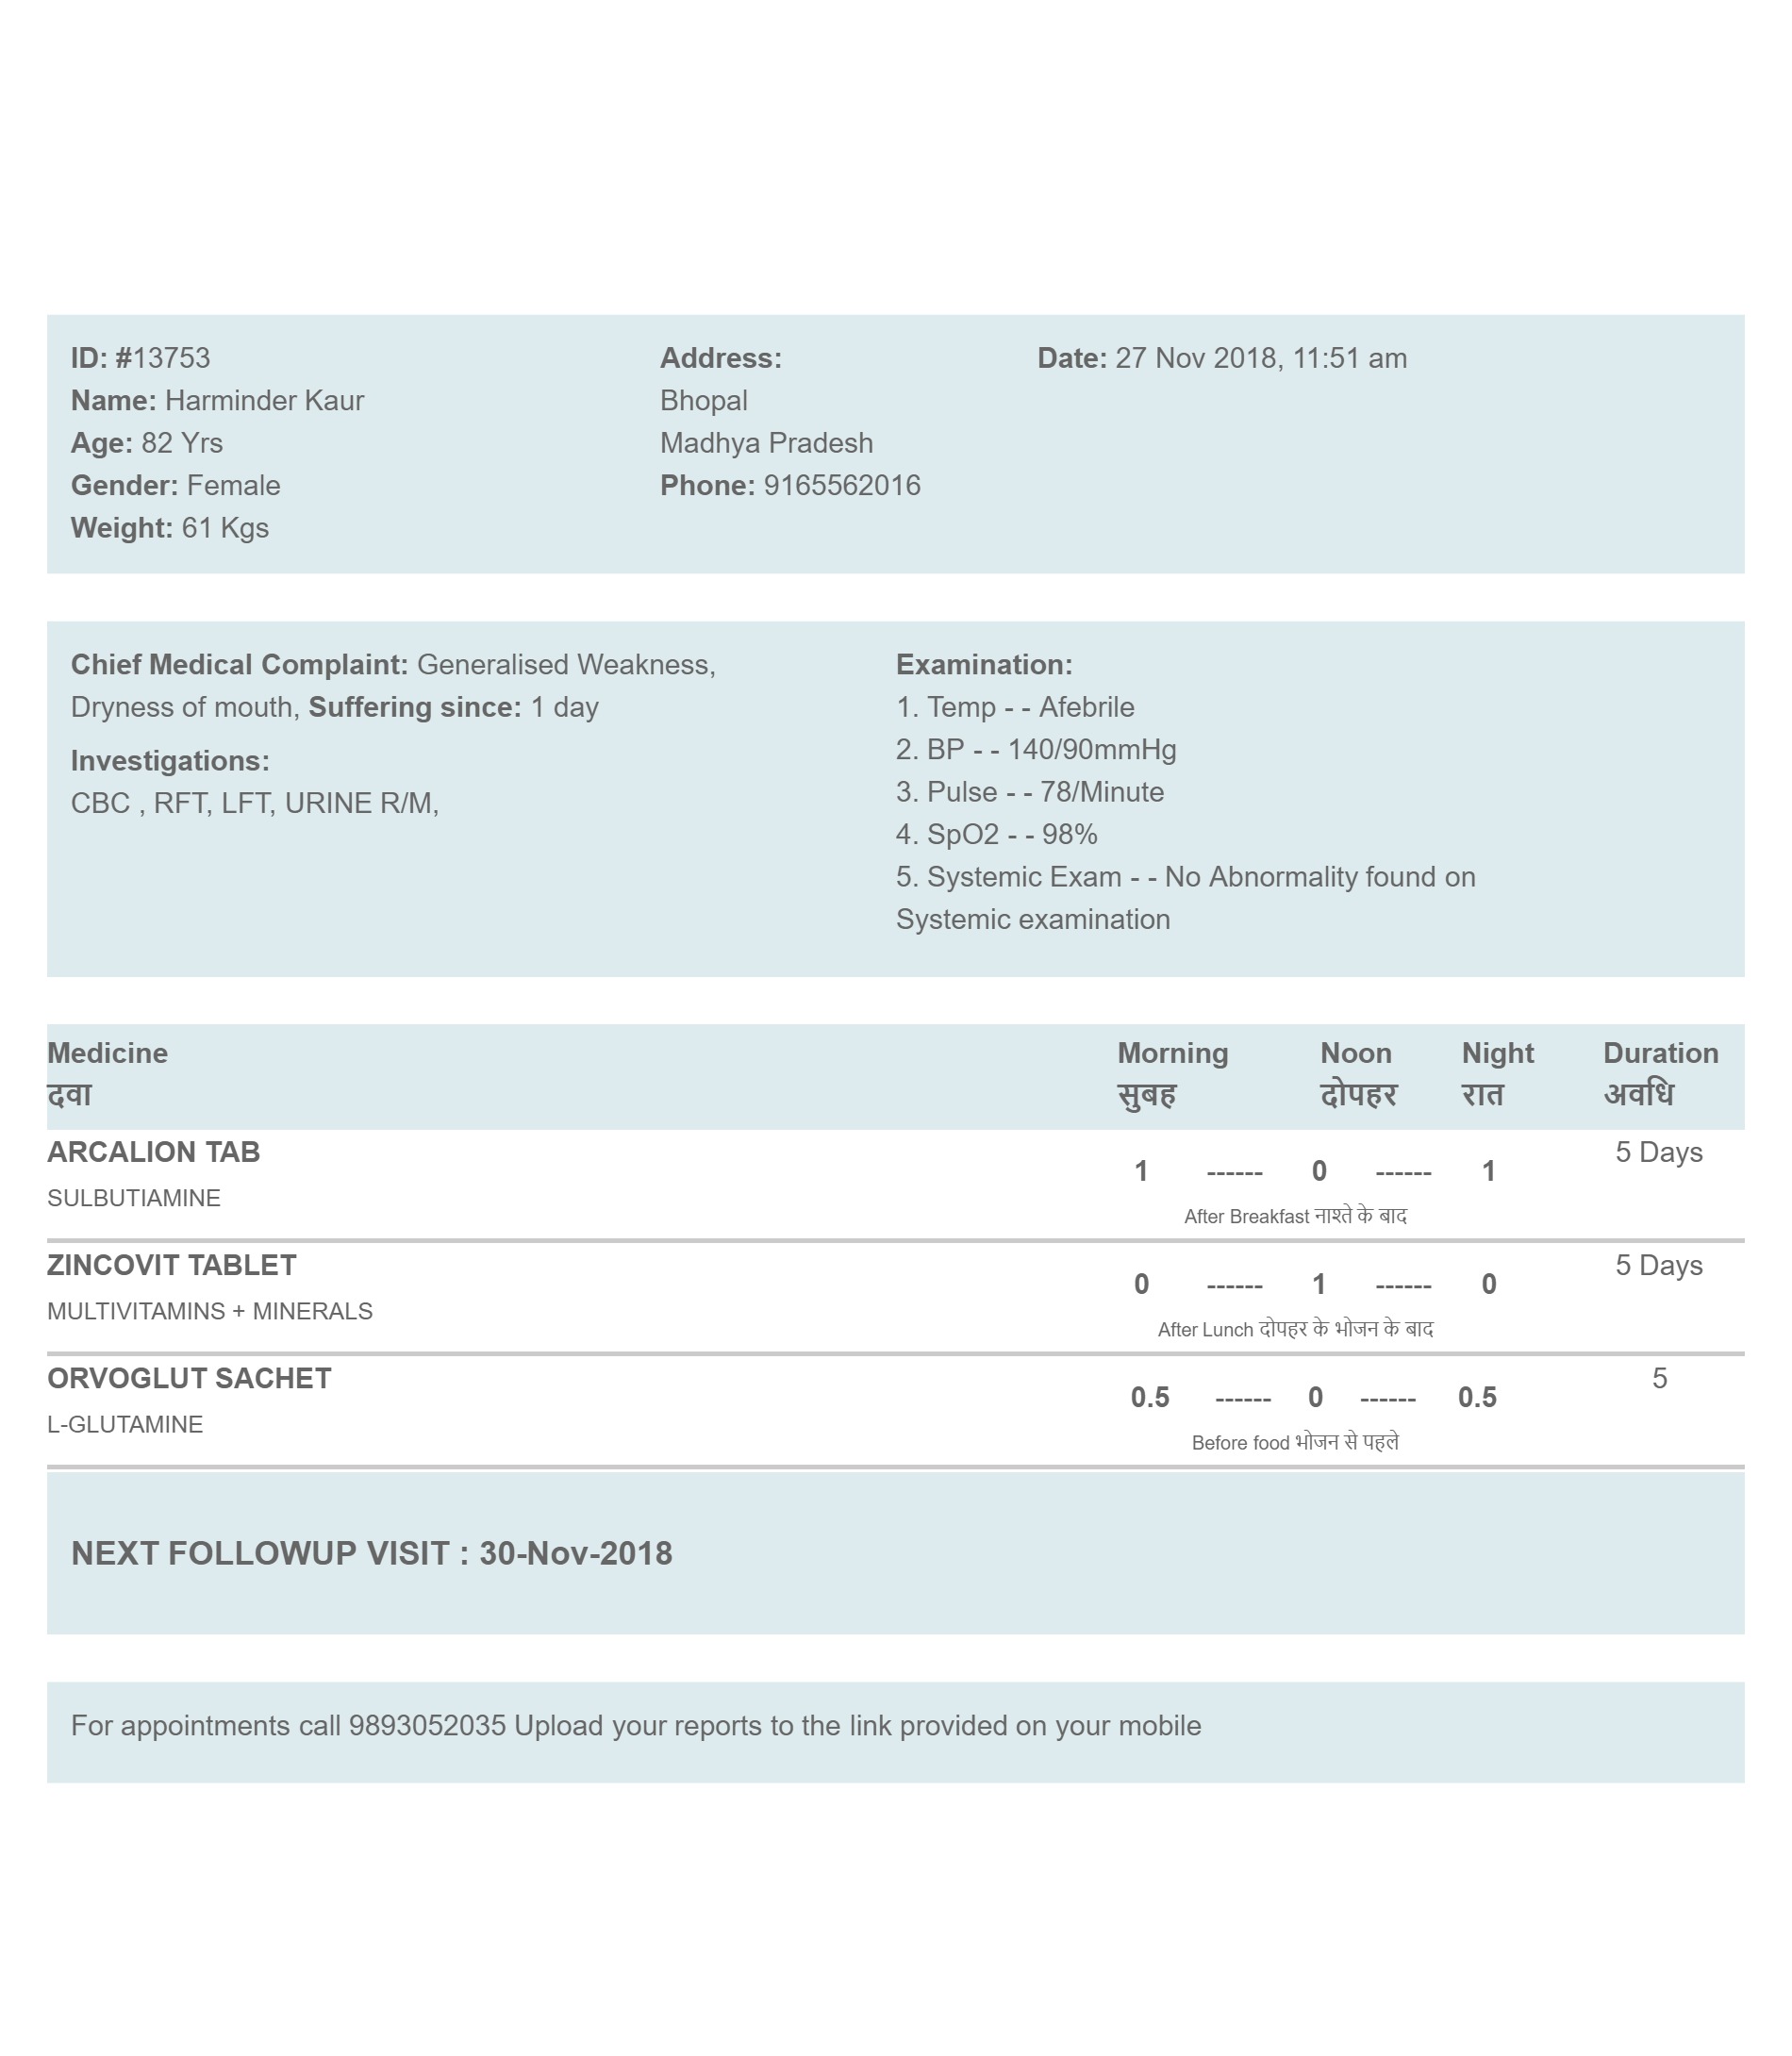 ID: #13753
Name: Harminder Kaur
Age: 82 Yrs
Gender: Female
Weight: 61 Kgs
Address:
Bhopal
Madhya Pradesh
Phone: 9165562016
Date: 27 Nov 2018, 11:51 am
Chief Medical Complaint: Generalised Weakness,
Dryness of mouth, Suffering since: 1 day
Investigations:
CBC , RFT, LFT, URINE R/M,
Examination:
1. Temp - - Afebrile
2. BP - - 140/90mmHg
3. Pulse - - 78/Minute
4. SpO2 - - 98%
5. Systemic Exam - - No Abnormality found on
Systemic examination
Medicine Morning Noon Night Duration
दवा सुबह दोपहर रात अवधि
ARCALION TAB 1 ------ 0 ------ 1 5 Days
SULBUTIAMINE After Breakfast नाश्ते के बाद
ZINCOVIT TABLET 0 ------ 1 ------ 0 5 Days
MULTIVITAMINS + MINERALS After Lunch दोपहर के भोजन के बाद
ORVOGLUT SACHET 0.5 ------ 0 ------ 0.5 5
L-GLUTAMINE Before food भोजन से पहले
NEXT FOLLOWUP VISIT : 30-Nov-2018
For appointments call 9893052035 Upload your reports to the link provided on your mobile